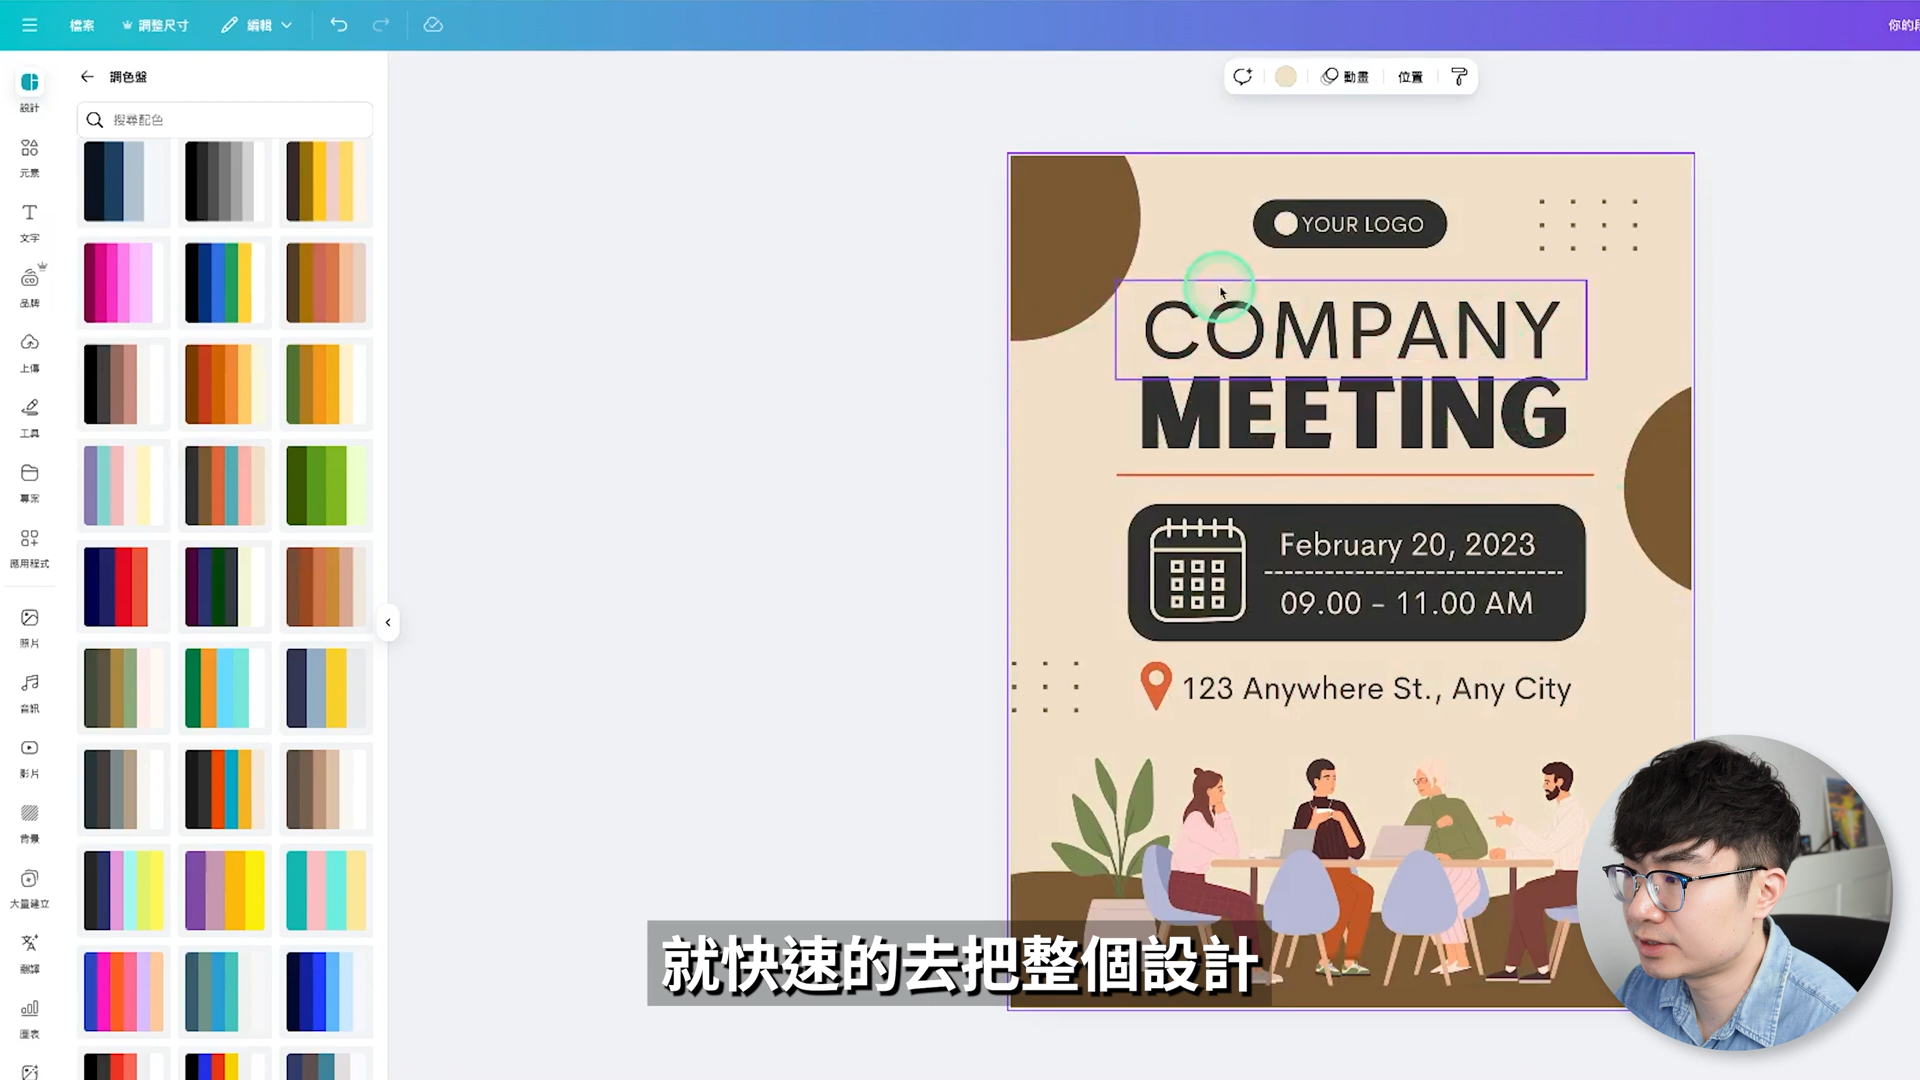 檔案
調整尺寸
編輯
你的
設計
元素
文字
品牌
上傳
工具
專案
應用程式
照片
音訊
影片
背景
大量建立
翻譯
圖表
調色盤
搜尋配色
動畫
位置
YOUR LOGO
COMPANY
MEETING
February 20, 2023
09.00 – 11.00 AM
123 Anywhere St., Any City
就快速的去把整個設計